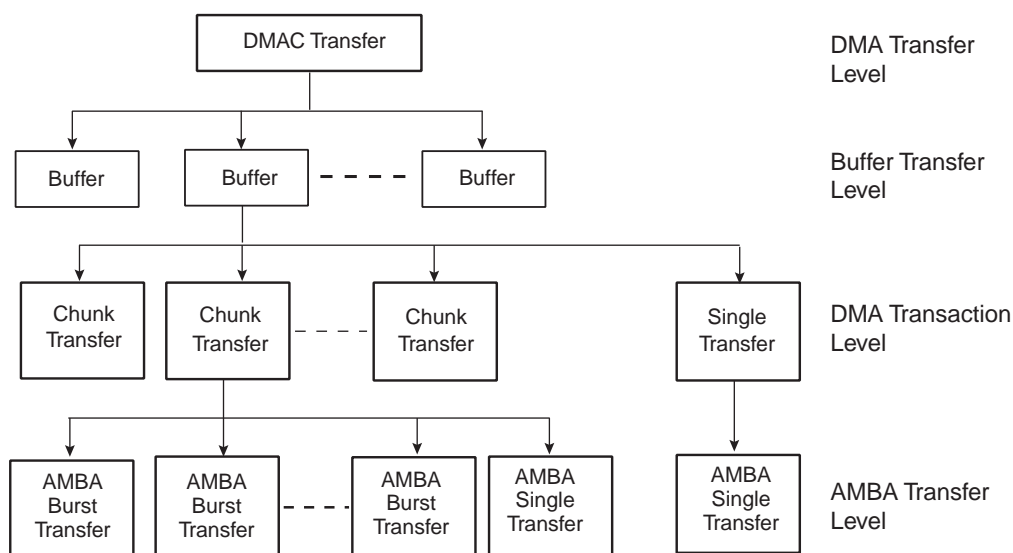 DMAC Transfer
DMA Transfer
Level
Buffer
Buffer
Buffer
Buffer Transfer
Level
Chunk
Transfer
Chunk
Transfer
Chunk
Transfer
Single
Transfer
DMA Transaction
Level
AMBA
Burst
Transfer
AMBA
Burst
Transfer
AMBA
Burst
Transfer
AMBA
Single
Transfer
AMBA
Single
Transfer
AMBA Transfer
Level